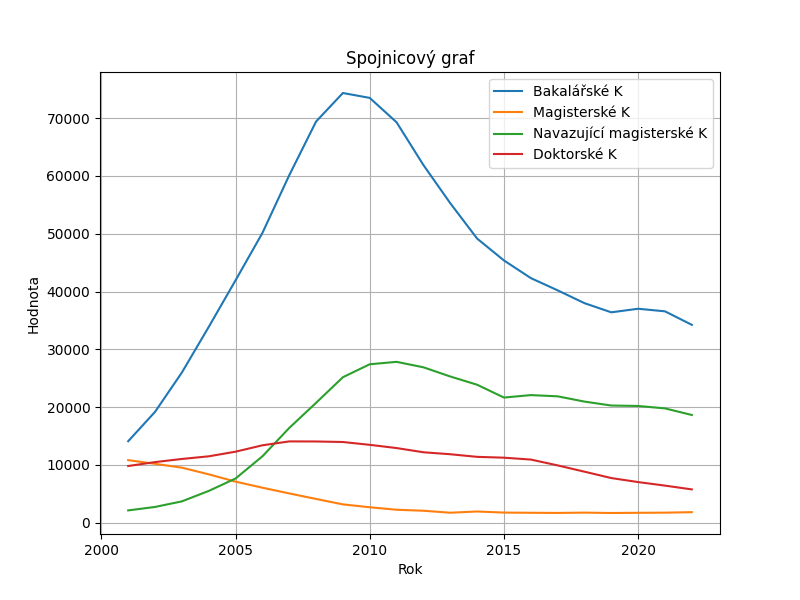 Spojnicový graf
Bakalářské K
Magisterské K
Navazující magisterské K
Doktorské K
Hodnota
70000
60000
50000
40000
30000
20000
10000
0
2000
2005
2010
2015
2020
Rok